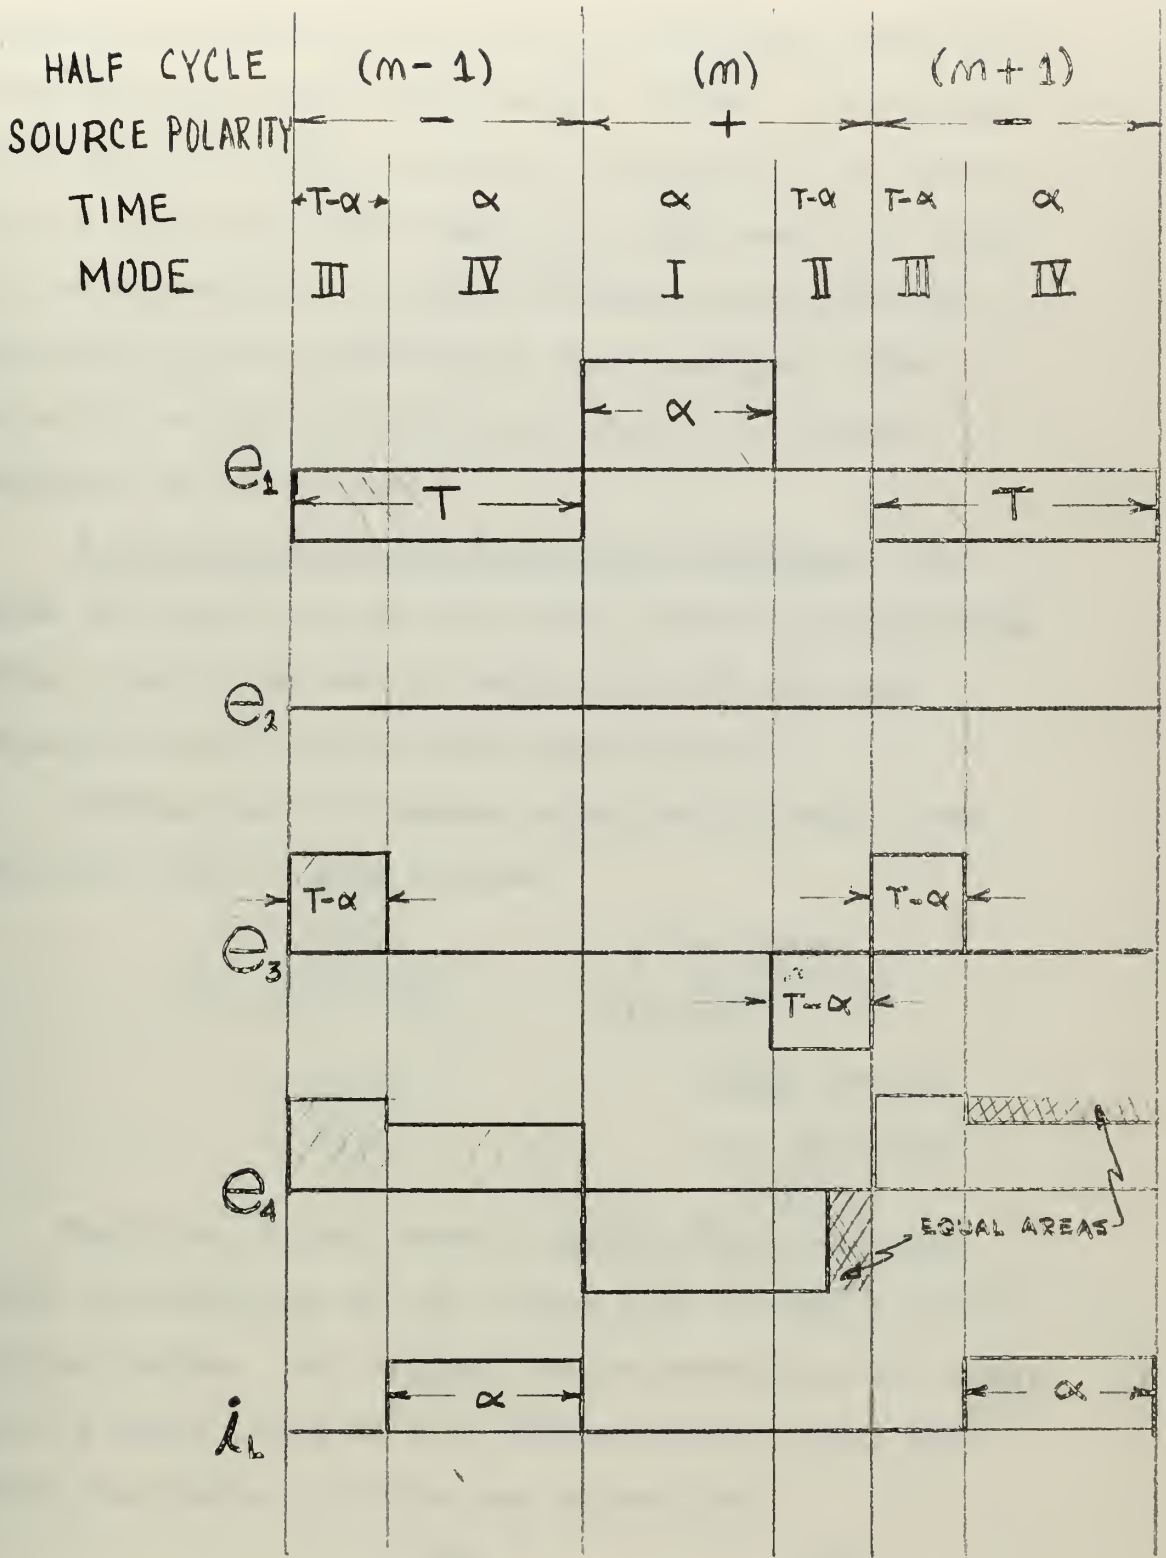 HALF CYCLE (n-1) (n) (n+1)
SOURCE POLARITY - + -
TIME T-α α α T-α T-α α
MODE III IV I II III IV
α
e₁ T T
e₂
T-α T-α
e₃
T-α
e₄
EQUAL AREAS
α α
i_L